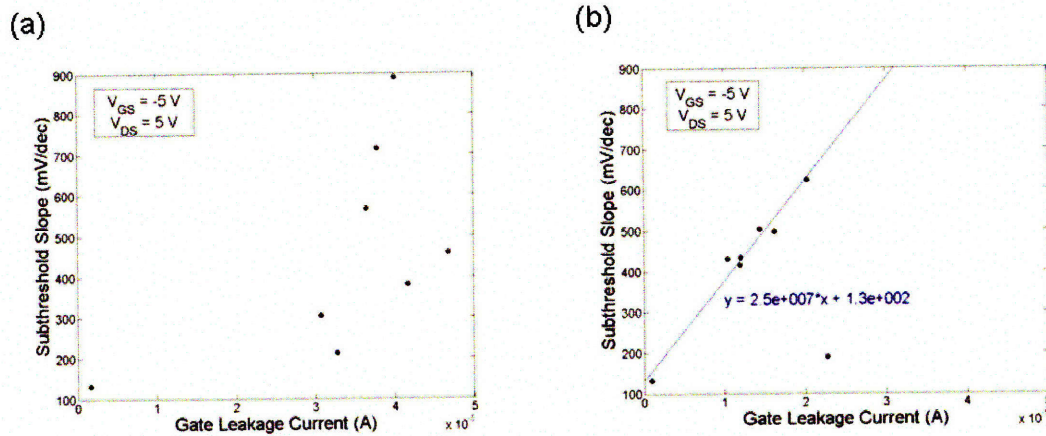 (a)
900
800
700
600
500
400
300
200
100
V_GS = -5 V
V_DS = 5 V
Subthreshold Slope (mV/dec)
0 1 2 3 4 5
Gate Leakage Current (A)
x 10
(b)
900
800
700
600
500
400
300
200
100
V_GS = -5 V
V_DS = 5 V
Subthreshold Slope (mV/dec)
y = 2.5e+007*x + 1.3e+002
0 1 2 3 4 5
Gate Leakage Current (A)
x 10